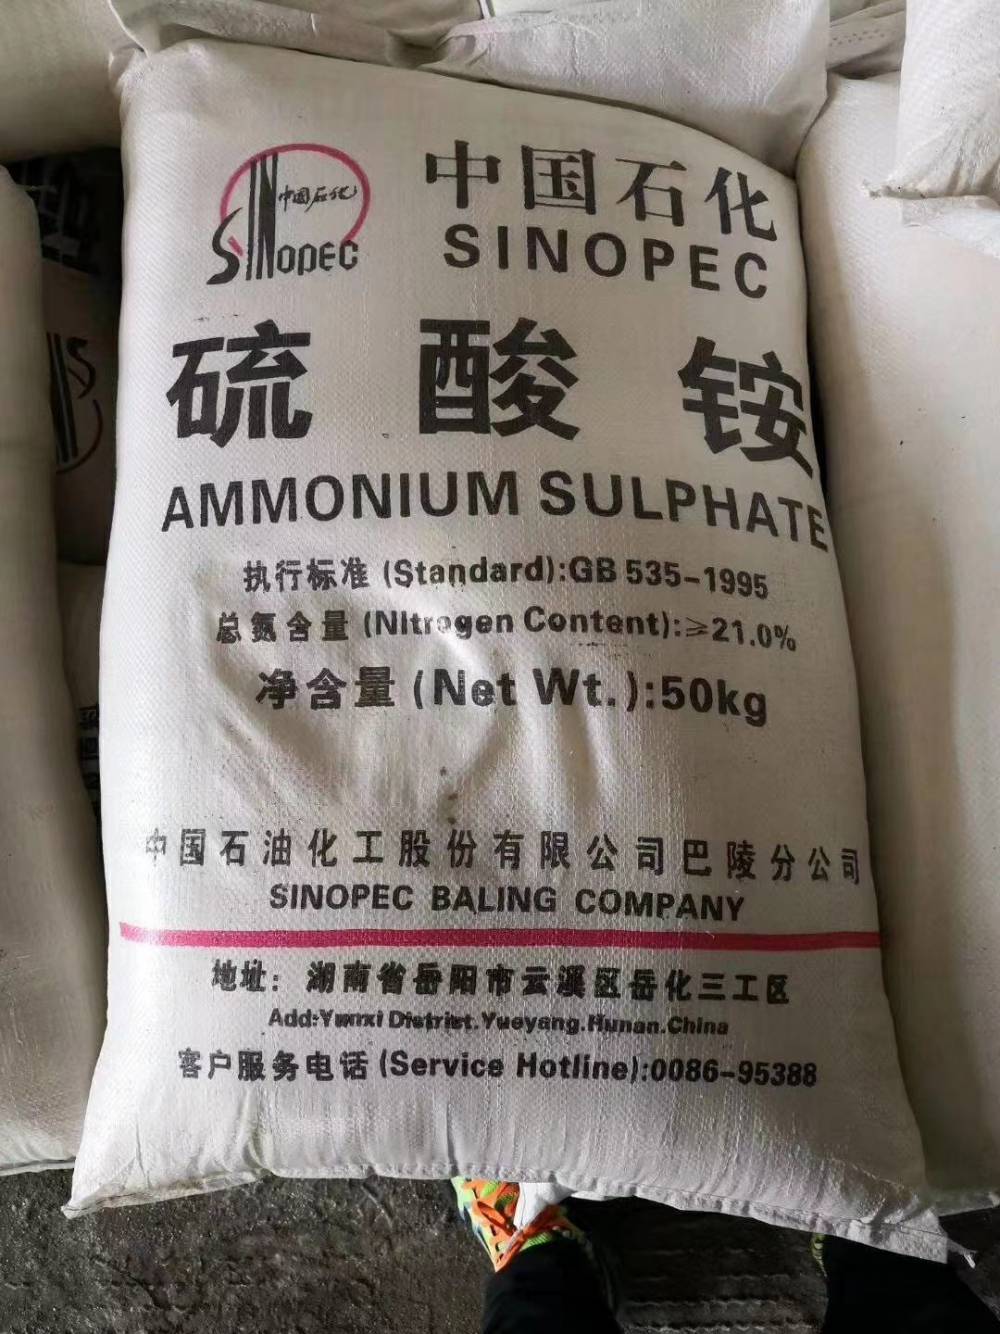 中国石化
SINOPEC
中国石化
SINOPEC
硫酸铵
AMMONIUM SULPHATE
执行标准 (Standard):GB 535-1995
总氮含量 (Nitrogen Content):≥21.0%
净含量 (Net Wt.):50kg
中国石油化工股份有限公司巴陵分公司
SINOPEC BALING COMPANY
地址: 湖南省岳阳市云溪区岳化三工区
Add:Yunxi District.Yueyang.Hunan.China
客户服务电话 (Service Hotline):0086-95388